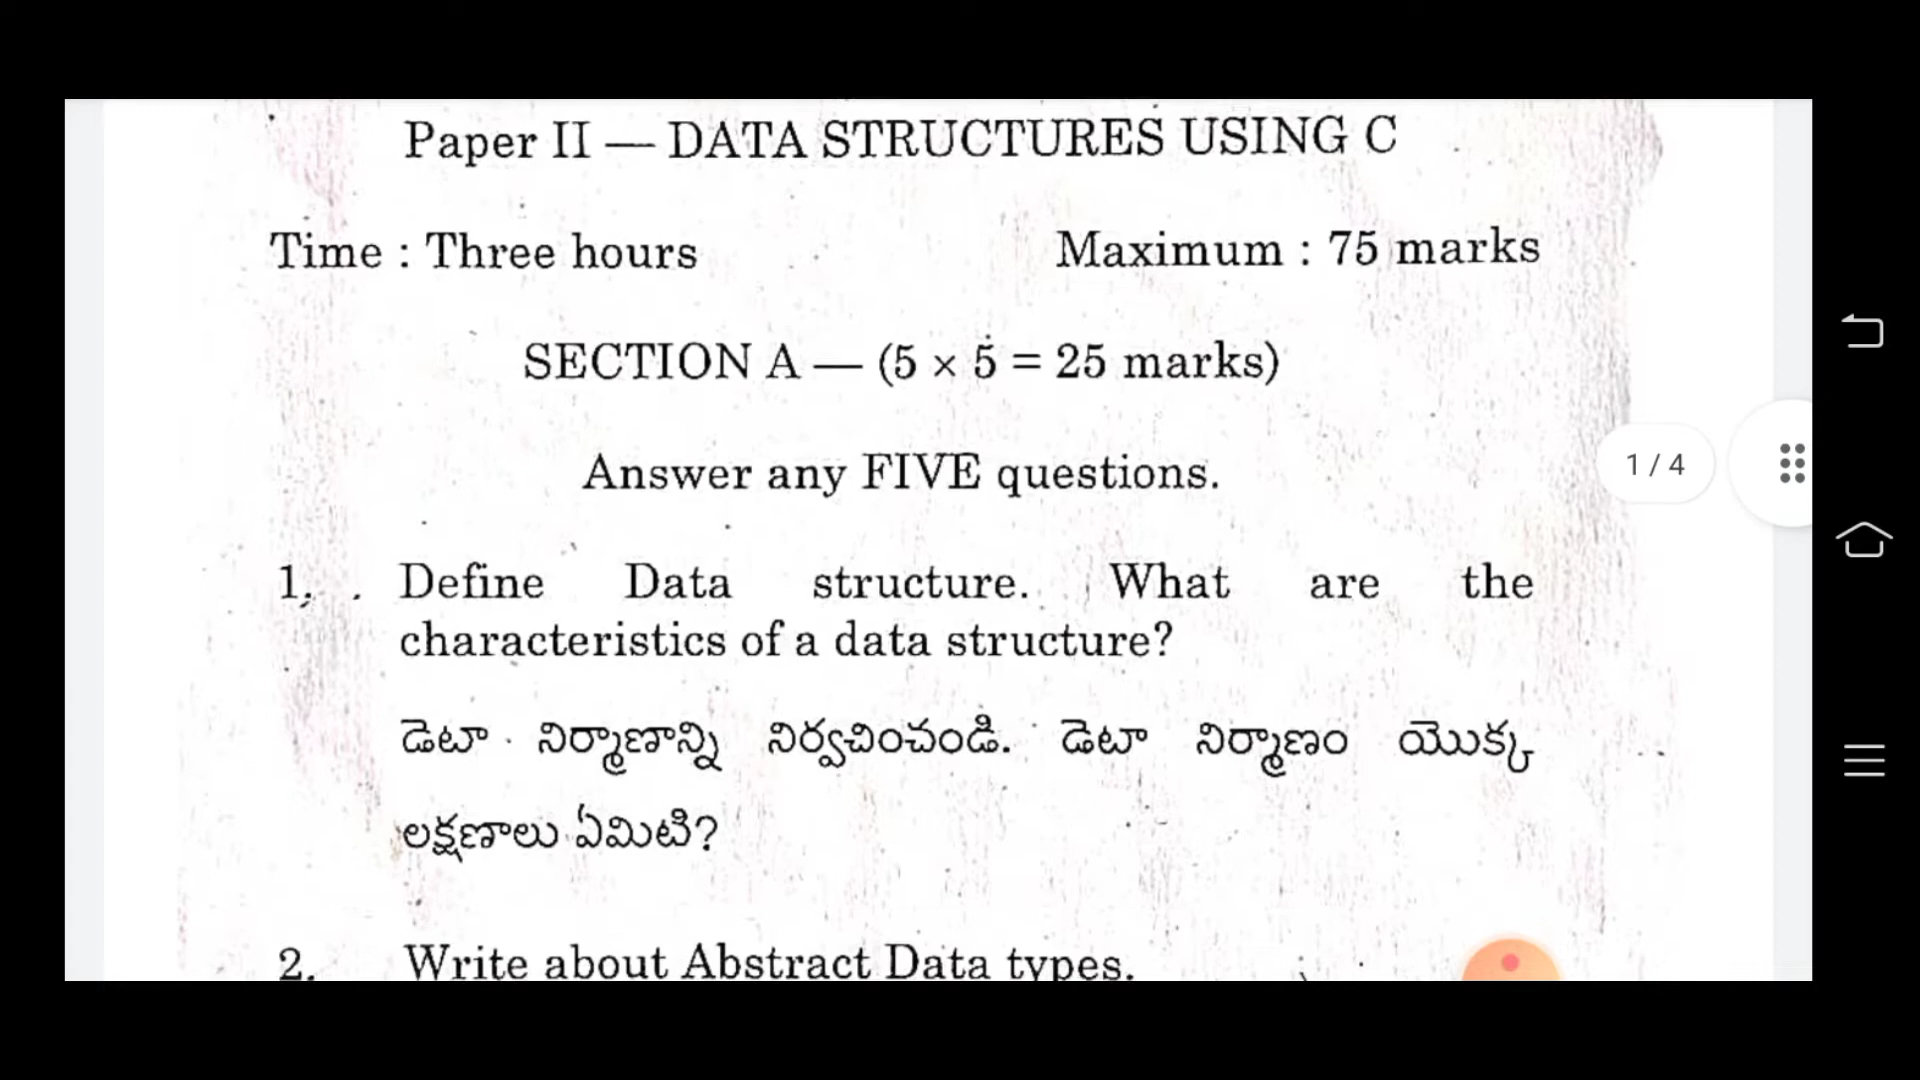 Paper II — DATA STRUCTURES USING C
Time : Three hours Maximum : 75 marks
SECTION A — (5 × 5 = 25 marks)
Answer any FIVE questions.
1 / 4
1. Define Data structure. What are the
characteristics of a data structure?
డెటా నిర్మాణాన్ని నిర్వచించండి. డెటా నిర్మాణం యొక్క
లక్షణాలు ఏమిటి?
2. Write about Abstract Data types.